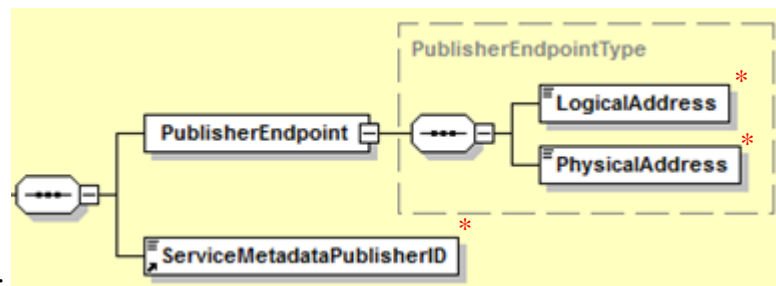 PublisherEndpointType
LogicalAddress *
PublisherEndpoint
PhysicalAddress *
ServiceMetadataPublisherID *